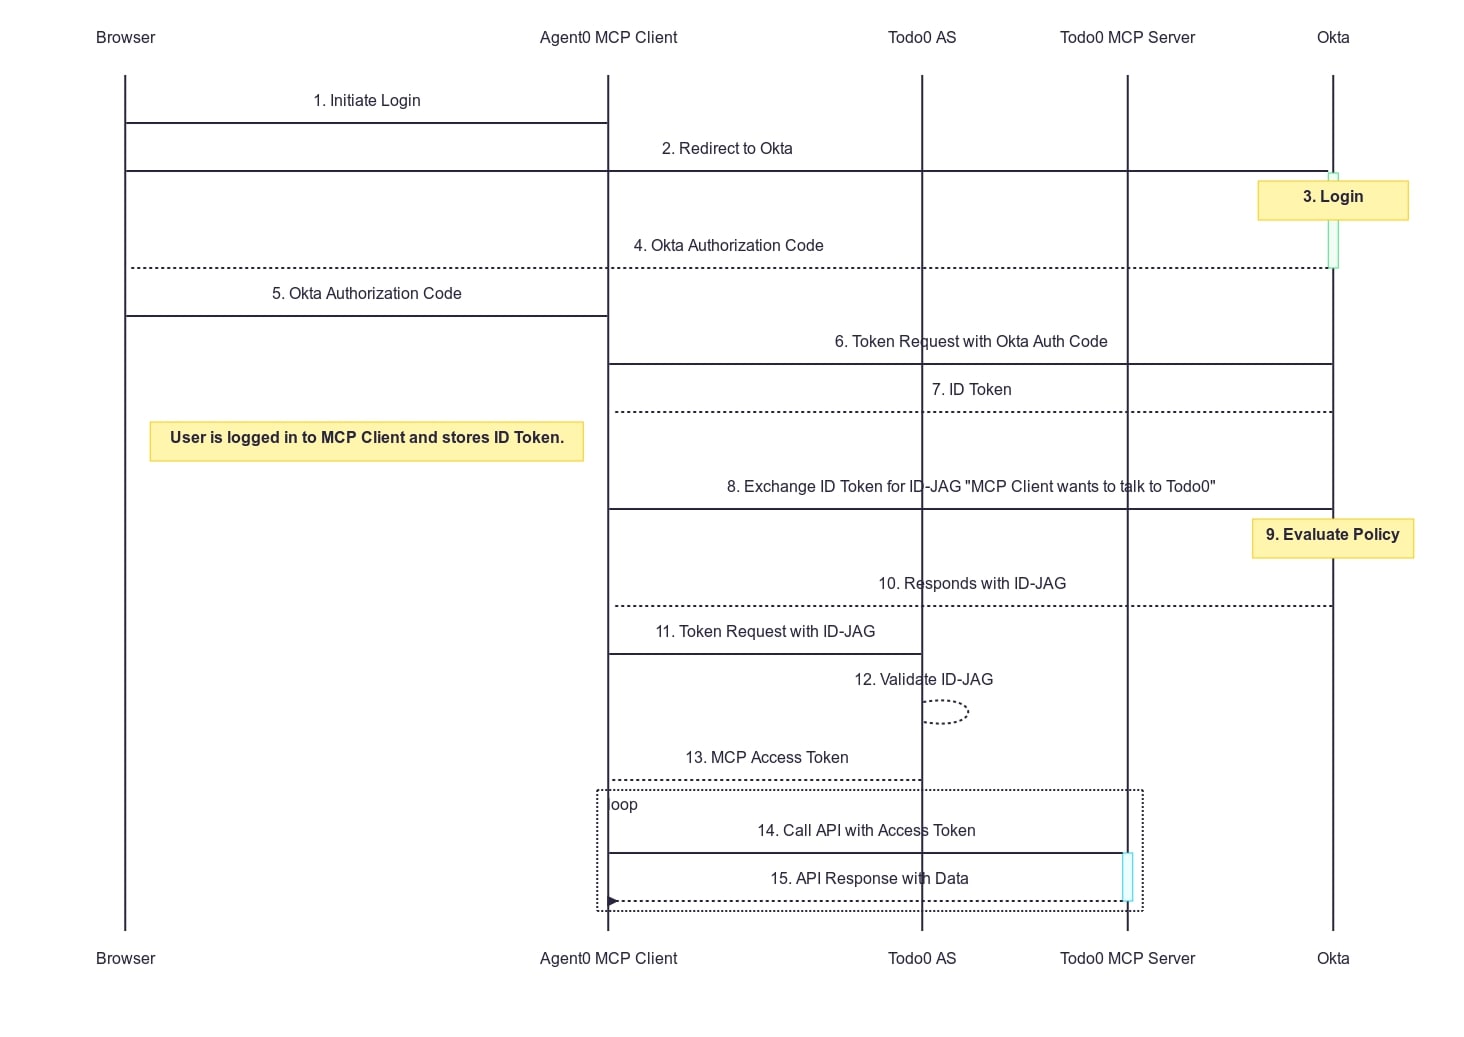 Browser
Agent0 MCP Client
Todo0 AS
Todo0 MCP Server
Okta
1. Initiate Login
2. Redirect to Okta
3. Login
4. Okta Authorization Code
5. Okta Authorization Code
6. Token Request with Okta Auth Code
7. ID Token
User is logged in to MCP Client and stores ID Token.
8. Exchange ID Token for ID-JAG "MCP Client wants to talk to Todo0"
9. Evaluate Policy
10. Responds with ID-JAG
11. Token Request with ID-JAG
12. Validate ID-JAG
13. MCP Access Token
loop
14. Call API with Access Token
15. API Response with Data
Browser
Agent0 MCP Client
Todo0 AS
Todo0 MCP Server
Okta